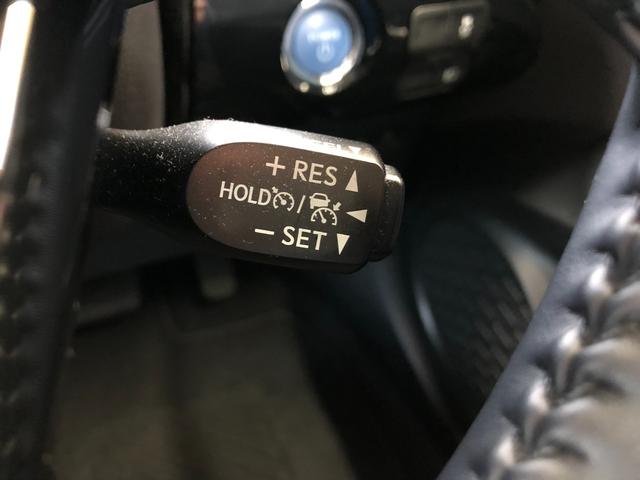 + RES
HOLD /
− SET